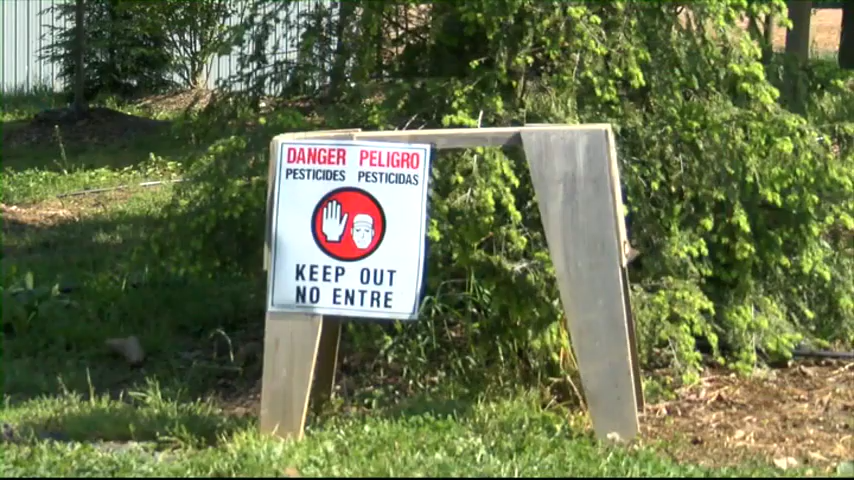 DANGER PELIGRO
PESTICIDES PESTICIDAS
KEEP OUT
NO ENTRE